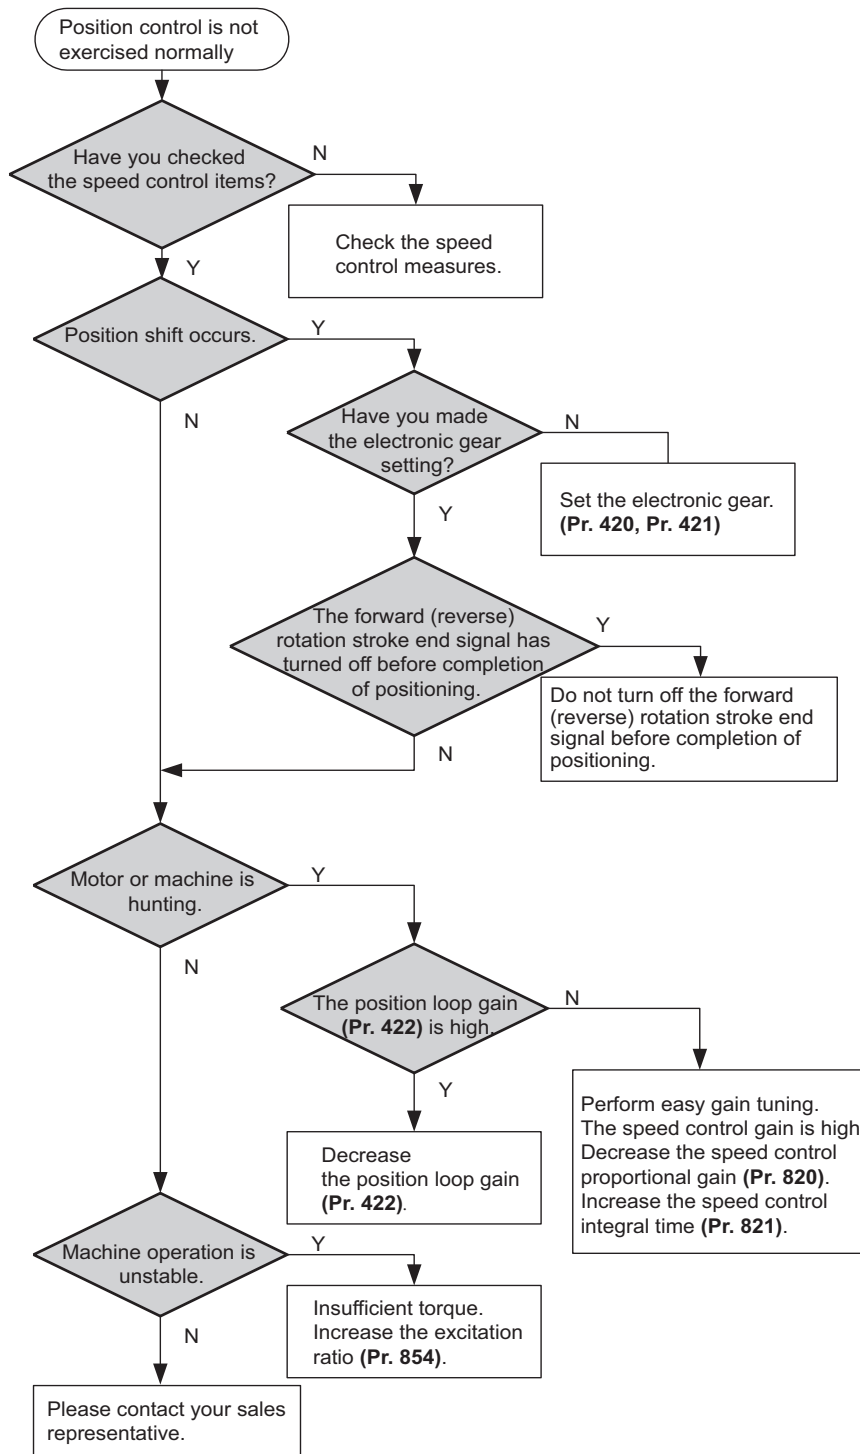 Position control is not
exercised normally
Have you checked
the speed control items?
N
Check the speed
control measures.
Y
Position shift occurs.
Y
N
Have you made
the electronic gear
setting?
N
Set the electronic gear.
(Pr. 420, Pr. 421)
Y
The forward (reverse)
rotation stroke end signal has
turned off before completion
of positioning.
Y
Do not turn off the forward
(reverse) rotation stroke end
signal before completion of
positioning.
N
Motor or machine is
hunting.
Y
N
The position loop gain
(Pr. 422) is high.
N
Y
Perform easy gain tuning.
The speed control gain is high
Decrease the speed control
proportional gain (Pr. 820).
Increase the speed control
integral time (Pr. 821).
Decrease
the position loop gain
(Pr. 422).
Machine operation is
unstable.
Y
Insufficient torque.
Increase the excitation
ratio (Pr. 854).
N
Please contact your sales
representative.